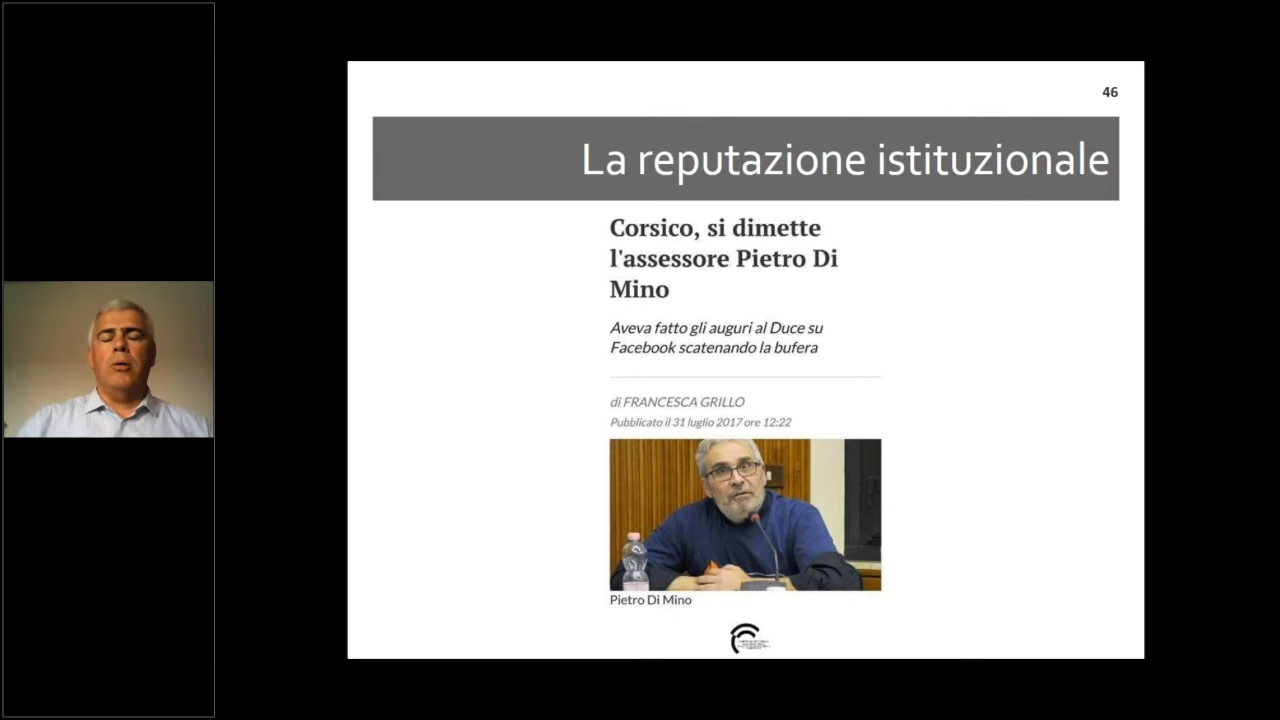 46
La reputazione istituzionale
Corsico, si dimette
l'assessore Pietro Di
Mino
Aveva fatto gli auguri al Duce su
Facebook scatenando la bufera
di FRANCESCA GRILLO
Pubblicato il 31 luglio 2017 ore 12:22
Pietro Di Mino